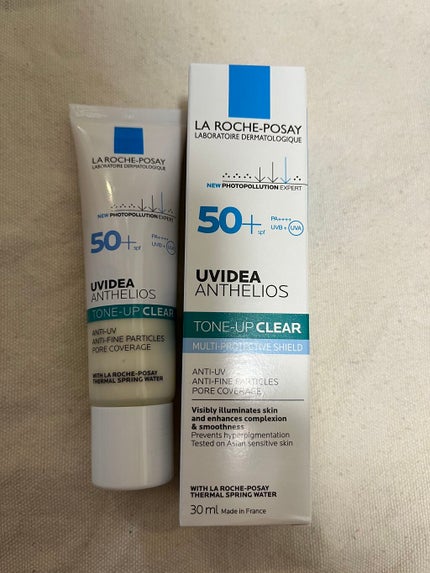 LA ROCHE-POSAY
LABORATOIRE DERMATOLOGIQUE
NEW PHOTOPOLLUTION EXPERT
50+ spf
PA++++
UVB + UVA
UVIDEA
ANTHELIOS
TONE-UP CLEAR
ANTI-UV
ANTI-FINE PARTICLES
PORE COVERAGE
WITH LA ROCHE-POSAY
THERMAL SPRING WATER
LA ROCHE-POSAY
LABORATOIRE DERMATOLOGIQUE
NEW PHOTOPOLLUTION EXPERT
50+ spf
PA++++
UVB + UVA
UVIDEA
ANTHELIOS
TONE-UP CLEAR
MULTI-PROTECTIVE SHIELD
ANTI-UV
ANTI-FINE PARTICLES
PORE COVERAGE
Visibly illuminates skin
and enhances complexion
& smoothness
Prevents hyperpigmentation
Tested on Asian sensitive skin
WITH LA ROCHE-POSAY
THERMAL SPRING WATER
30 ml Made in France